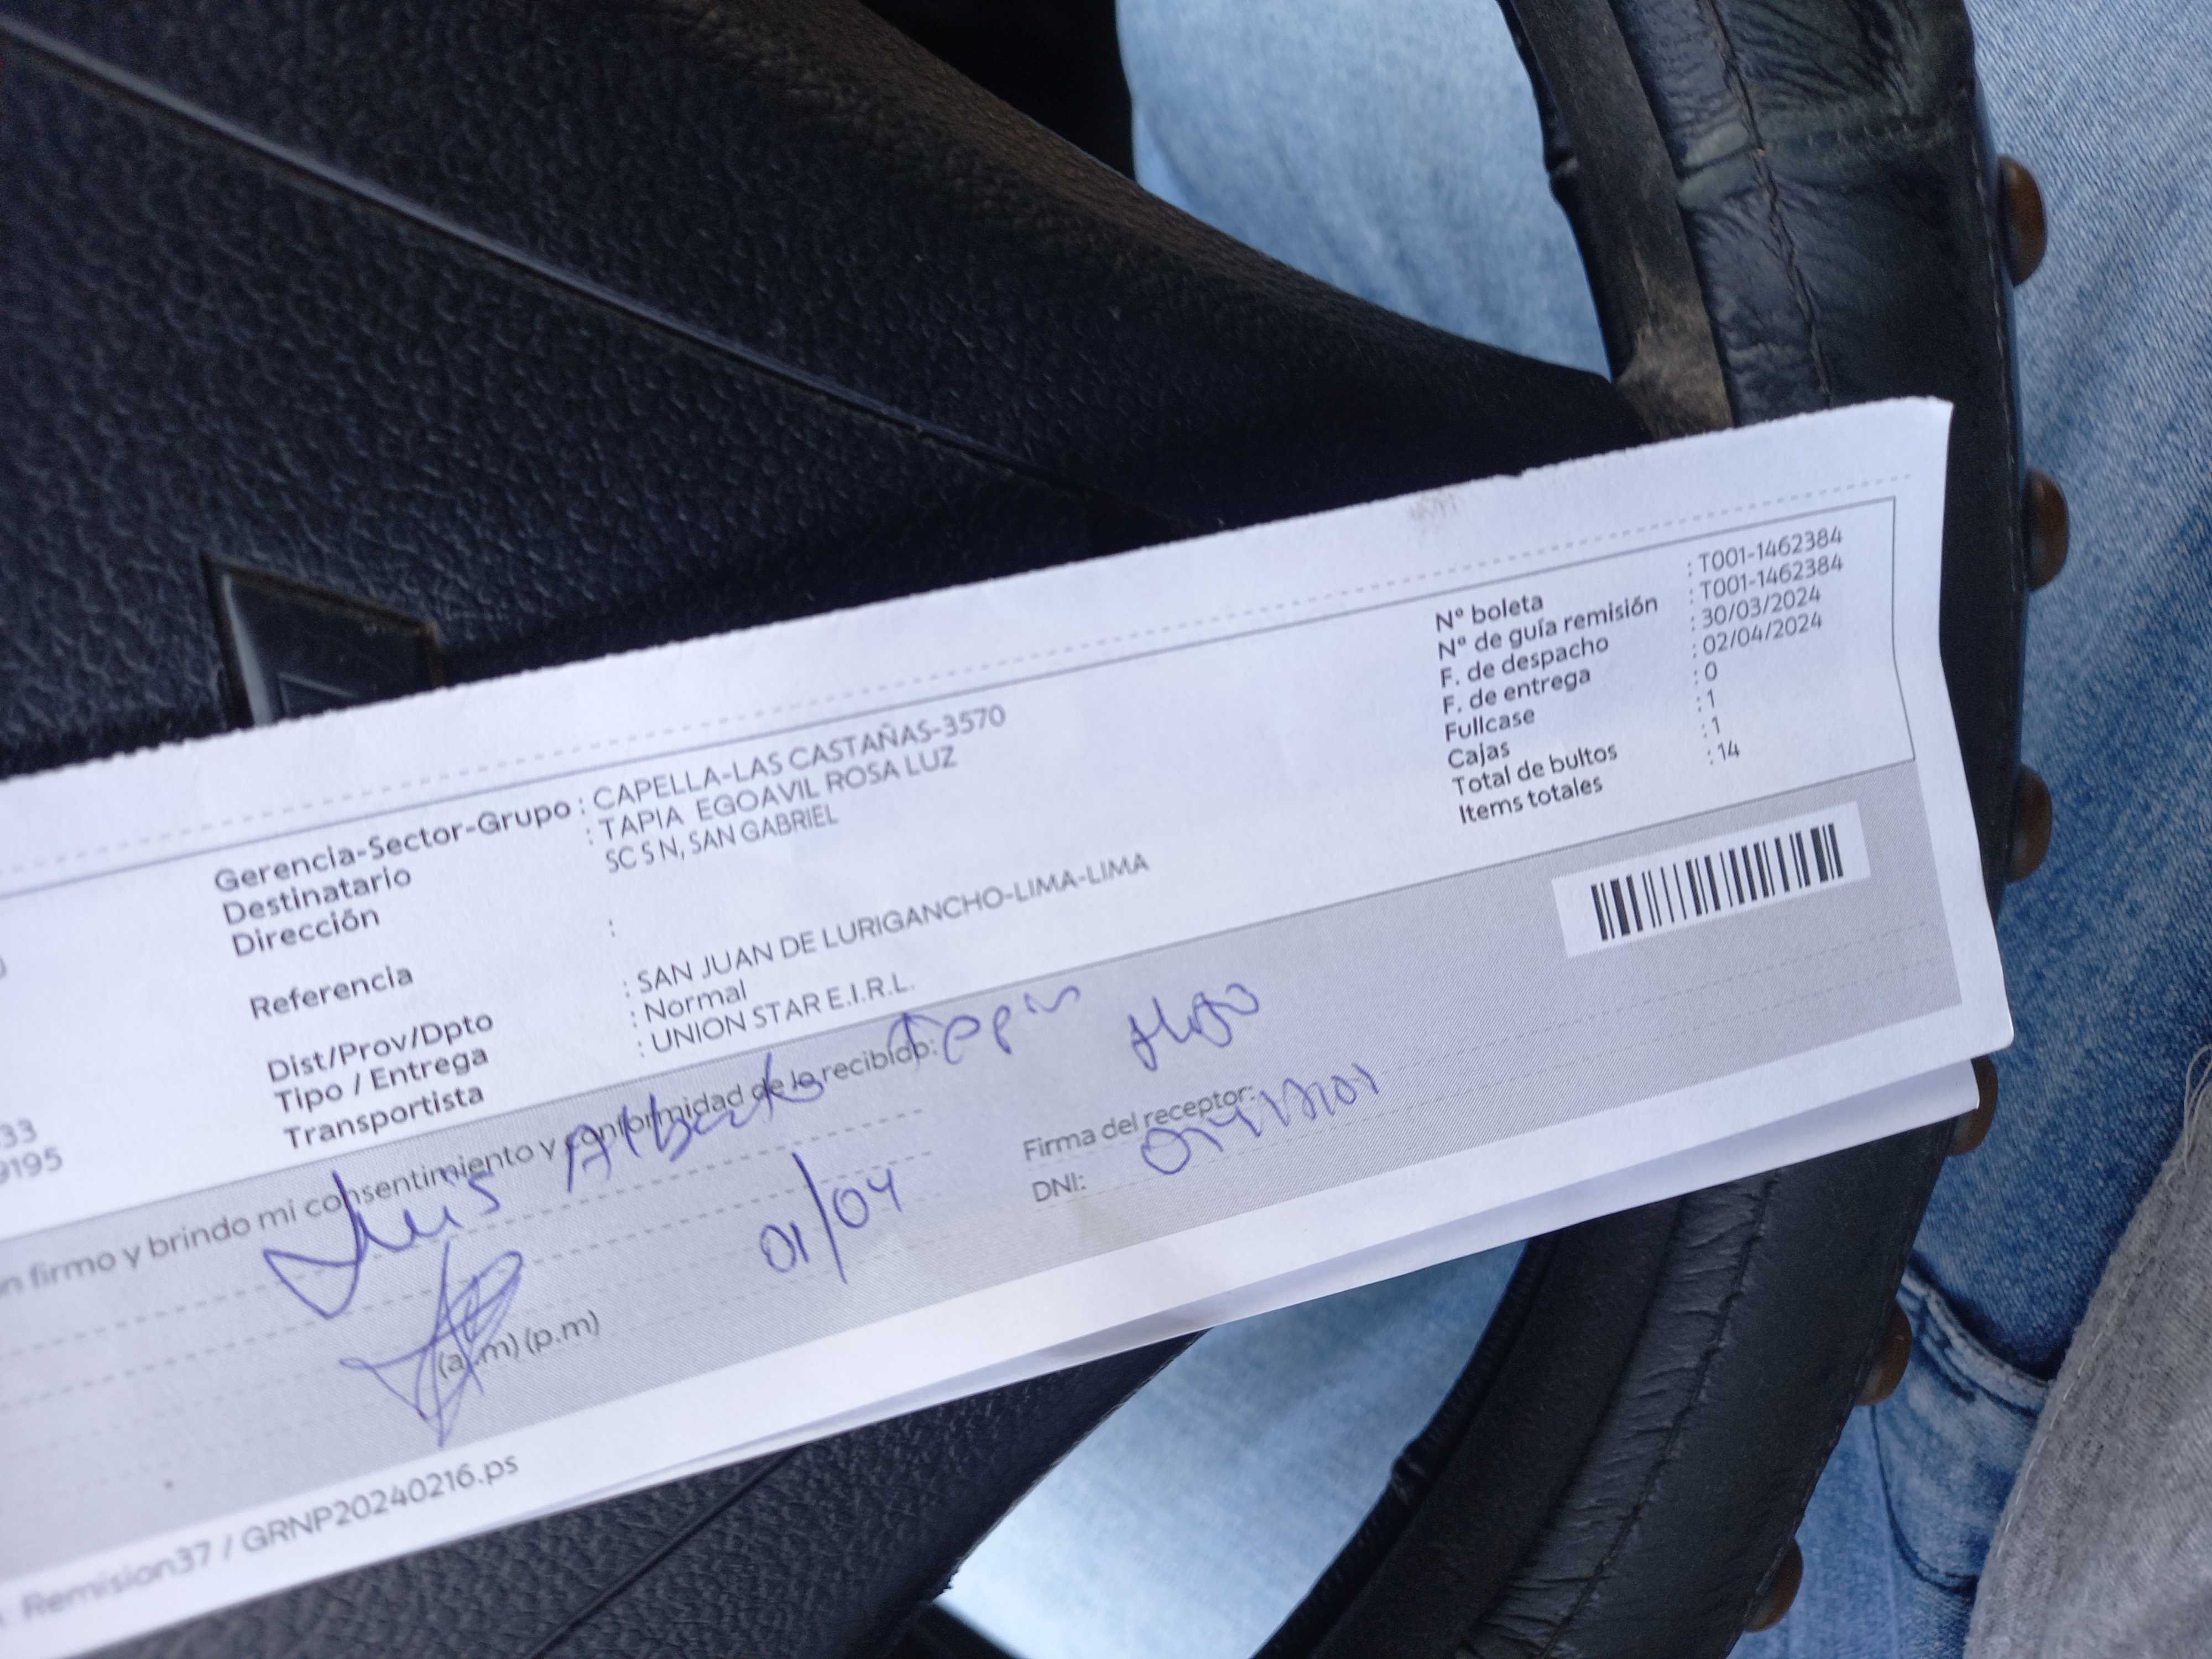 Gerencia-Sector-Grupo : CAPELLA-LAS CASTAÑAS-3570
Destinatario : TAPIA EGOAVIL ROSA LUZ
Dirección SC S N, SAN GABRIEL
Referencia :
Dist/Prov/Dpto : SAN JUAN DE LURIGANCHO-LIMA-LIMA
Tipo / Entrega : Normal
Transportista : UNION STAR E.I.R.L.
N° boleta : T001-1462384
N° de guía remisión : T001-1462384
F. de despacho : 30/03/2024
F. de entrega : 02/04/2024
Fullcase : 0
Cajas : 1
Total de bultos : 1
Items totales : 14
33
9195
n firmo y brindo mi consentimiento y conformidad de lo recibido:
Luis Alberto Tapia
01/04
Firma del receptor:
DNI:
(a.m) (p.m)
Remision37 / GRNP20240216.ps